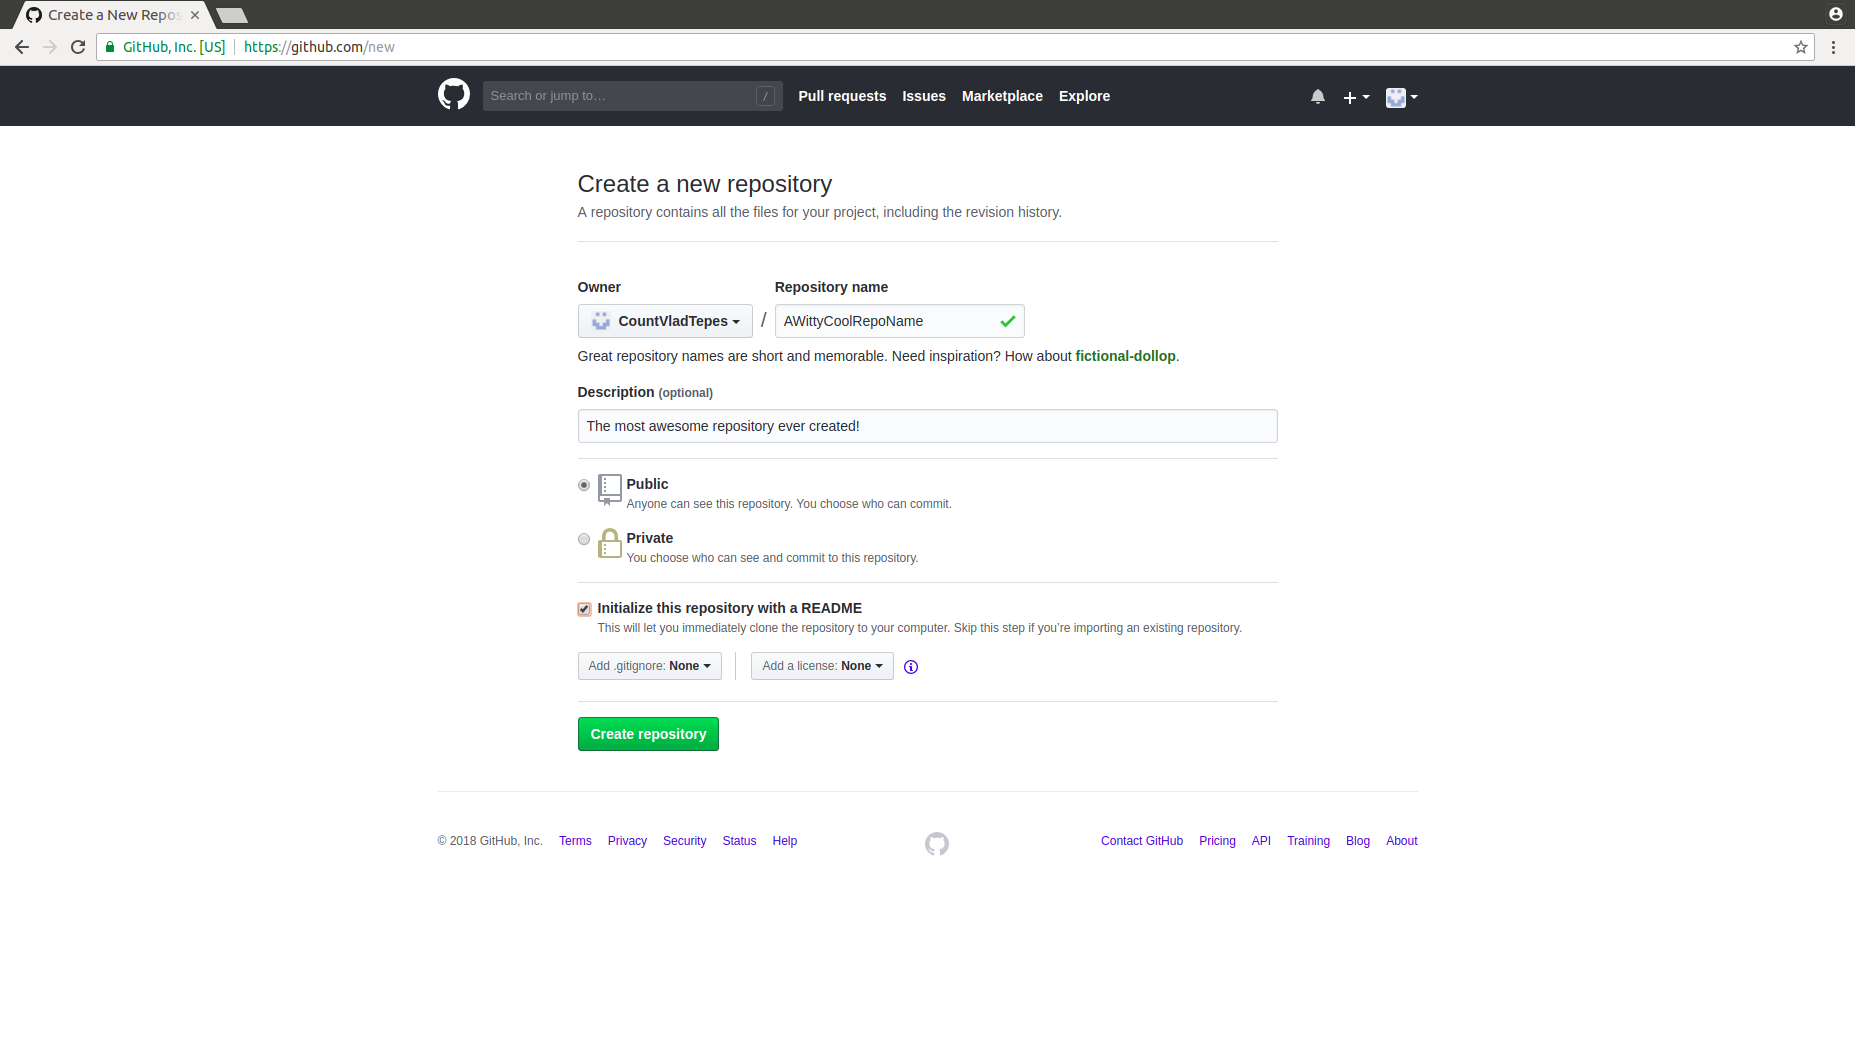 Create a New Repos
GitHub, Inc. [US] https://github.com/new
Search or jump to… / Pull requests Issues Marketplace Explore
Create a new repository
A repository contains all the files for your project, including the revision history.
Owner Repository name
CountVladTepes / AWittyCoolRepoName
Great repository names are short and memorable. Need inspiration? How about fictional-dollop.
Description (optional)
The most awesome repository ever created!
Public
Anyone can see this repository. You choose who can commit.
Private
You choose who can see and commit to this repository.
Initialize this repository with a README
This will let you immediately clone the repository to your computer. Skip this step if you’re importing an existing repository.
Add .gitignore: None Add a license: None
Create repository
© 2018 GitHub, Inc. Terms Privacy Security Status Help Contact GitHub Pricing API Training Blog About